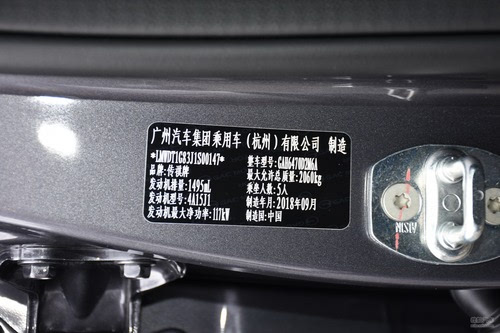 广州汽车集团乘用车（杭州）有限公司 制造
*LMWDT1G83J1S00147* 整车型号:GAH6470D2M6A
品牌:传祺牌 最大允许总质量:2060kg
发动机排量:1495mL 乘坐人数:5人
发动机型号:4A15J1 制造年月:2018年09月
发动机最大净功率:117kW 制造国:中国
AISIN